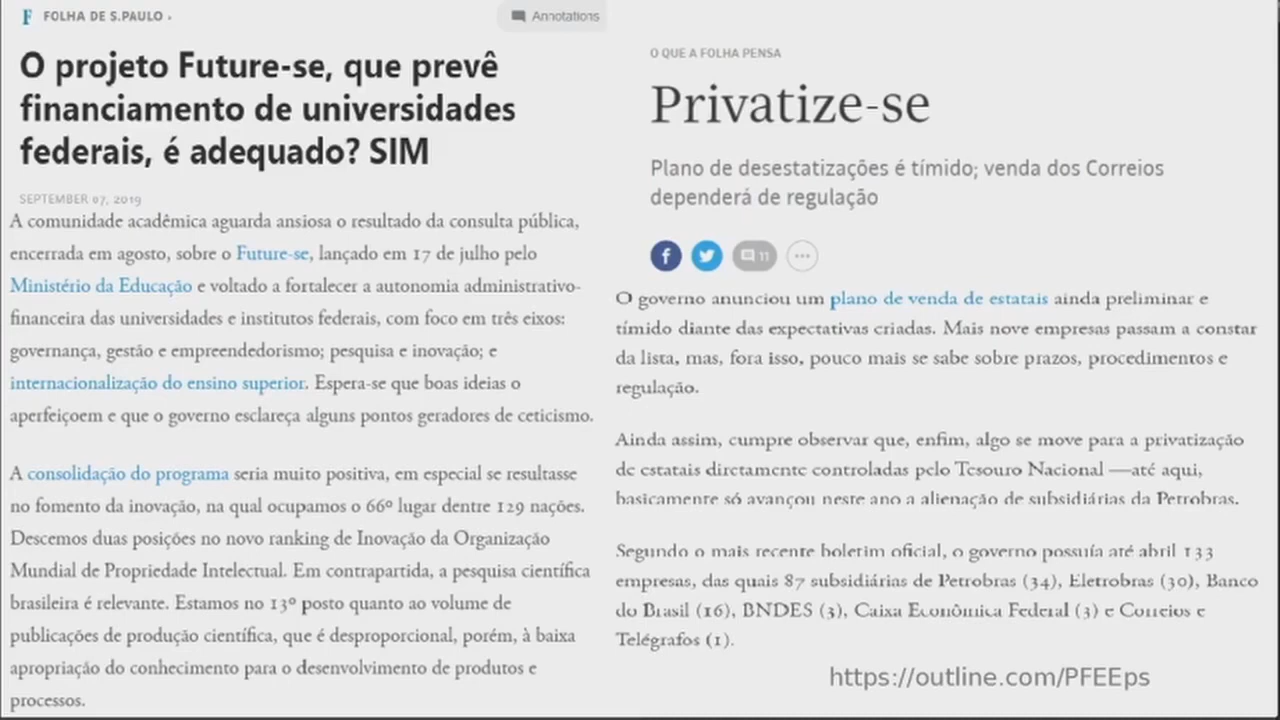 FOLHA DE S.PAULO ›
Annotations
O projeto Future-se, que prevê
financiamento de universidades
federais, é adequado? SIM
SEPTEMBER 07, 2019
A comunidade acadêmica aguarda ansiosa o resultado da consulta pública,
encerrada em agosto, sobre o Future-se, lançado em 17 de julho pelo
Ministério da Educação e voltado a fortalecer a autonomia administrativo-
financeira das universidades e institutos federais, com foco em três eixos:
governança, gestão e empreendedorismo; pesquisa e inovação; e
internacionalização do ensino superior. Espera-se que boas ideias o
aperfeiçoem e que o governo esclareça alguns pontos geradores de ceticismo.
A consolidação do programa seria muito positiva, em especial se resultasse
no fomento da inovação, na qual ocupamos o 66º lugar dentre 129 nações.
Descemos duas posições no novo ranking de Inovação da Organização
Mundial de Propriedade Intelectual. Em contrapartida, a pesquisa científica
brasileira é relevante. Estamos no 13º posto quanto ao volume de
publicações de produção científica, que é desproporcional, porém, à baixa
apropriação do conhecimento para o desenvolvimento de produtos e
processos.
O QUE A FOLHA PENSA
Privatize-se
Plano de desestatizações é tímido; venda dos Correios
dependerá de regulação
11
O governo anunciou um plano de venda de estatais ainda preliminar e
tímido diante das expectativas criadas. Mais nove empresas passam a constar
da lista, mas, fora isso, pouco mais se sabe sobre prazos, procedimentos e
regulação.
Ainda assim, cumpre observar que, enfim, algo se move para a privatização
de estatais diretamente controladas pelo Tesouro Nacional —até aqui,
basicamente só avançou neste ano a alienação de subsidiárias da Petrobras.
Segundo o mais recente boletim oficial, o governo possuía até abril 133
empresas, das quais 87 subsidiárias de Petrobras (34), Eletrobras (30), Banco
do Brasil (16), BNDES (3), Caixa Econômica Federal (3) e Correios e
Telégrafos (1).
https://outline.com/PFEEps